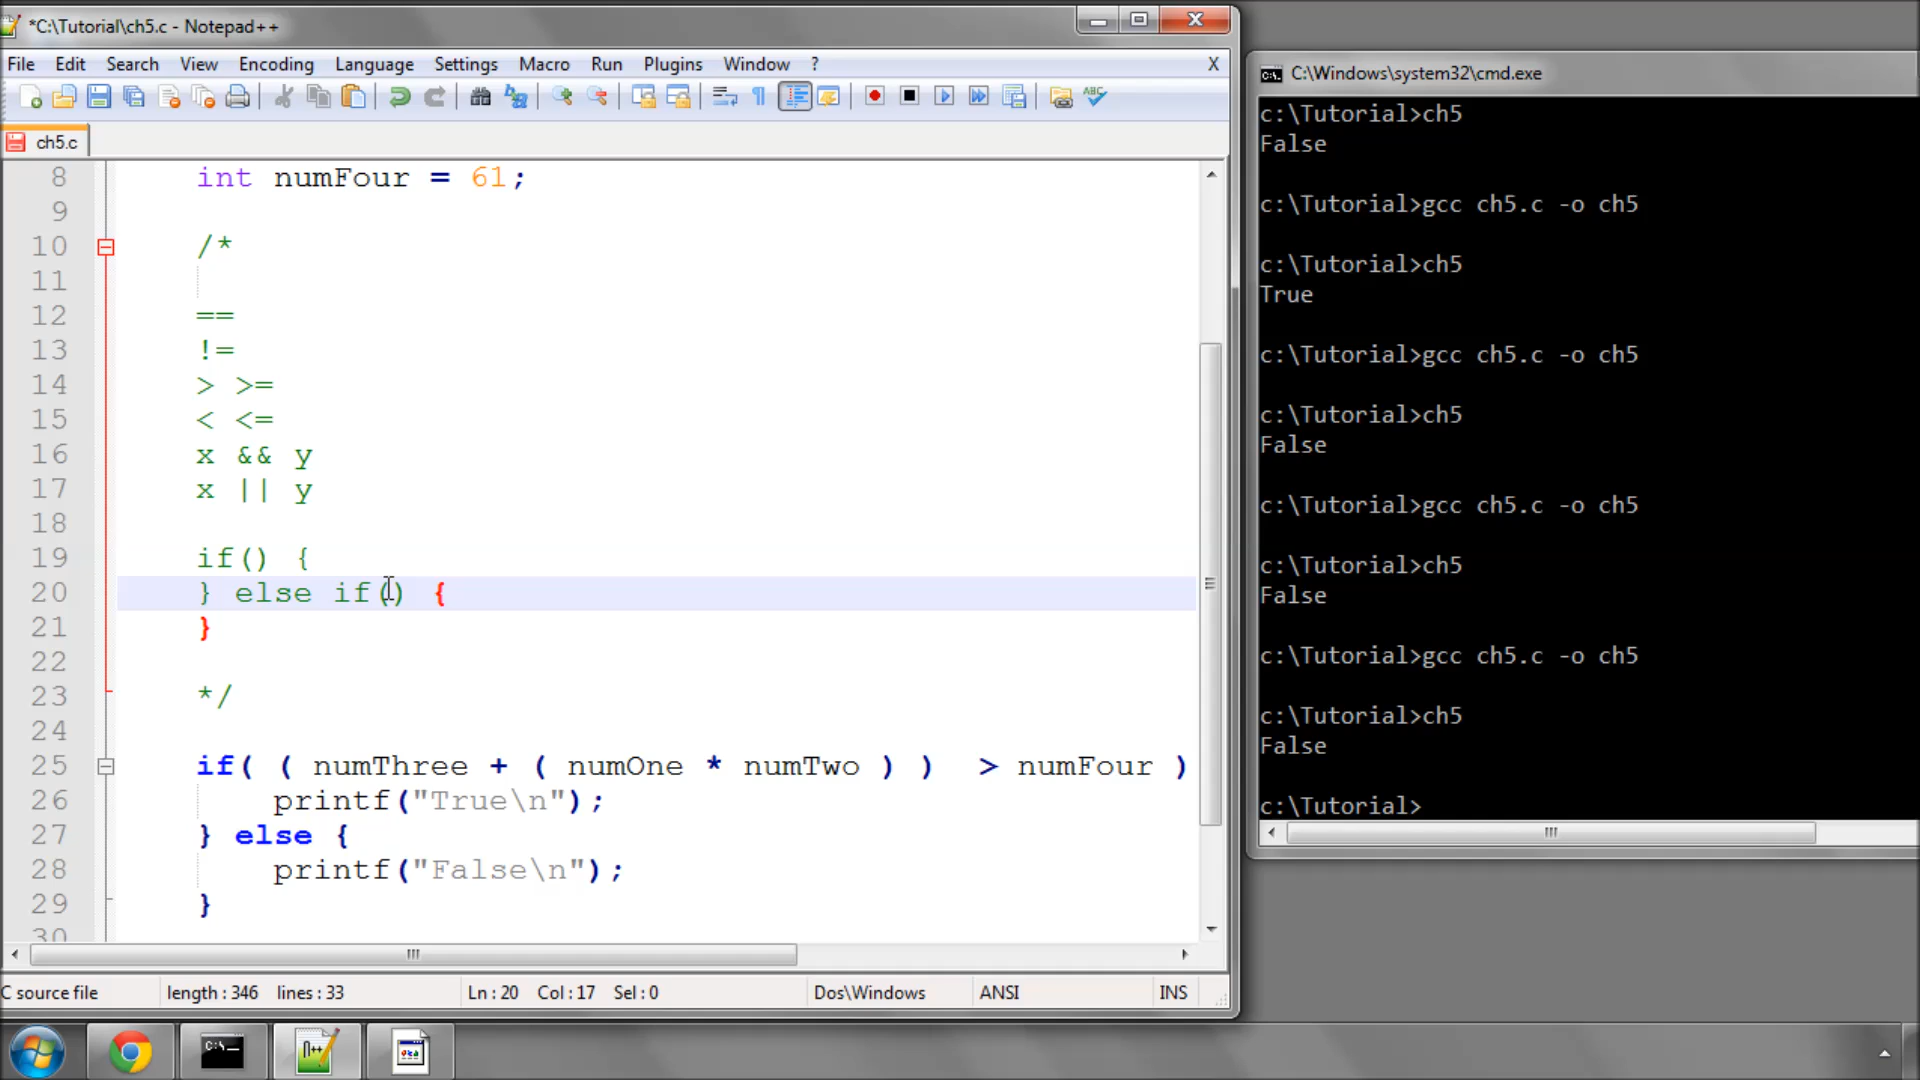 *C:\Tutorial\ch5.c - Notepad++
File Edit Search View Encoding Language Settings Macro Run Plugins Window ? X
ABC
ch5.c
8 int numFour = 61;
9
10 /*
11
12 ==
13 !=
14 > >=
15 < <=
16 x && y
17 x || y
18
19 if() {
20 } else if() {
21 }
22
23 */
24
25 if( ( numThree + ( numOne * numTwo ) ) > numFour )
26 printf("True\n");
27 } else {
28 printf("False\n");
29 }
30
C source file length : 346 lines : 33 Ln : 20 Col : 17 Sel : 0 Dos\Windows ANSI INS
C:\Windows\system32\cmd.exe
c:\Tutorial>ch5
False
c:\Tutorial>gcc ch5.c -o ch5
c:\Tutorial>ch5
True
c:\Tutorial>gcc ch5.c -o ch5
c:\Tutorial>ch5
False
c:\Tutorial>gcc ch5.c -o ch5
c:\Tutorial>ch5
False
c:\Tutorial>gcc ch5.c -o ch5
c:\Tutorial>ch5
False
c:\Tutorial>